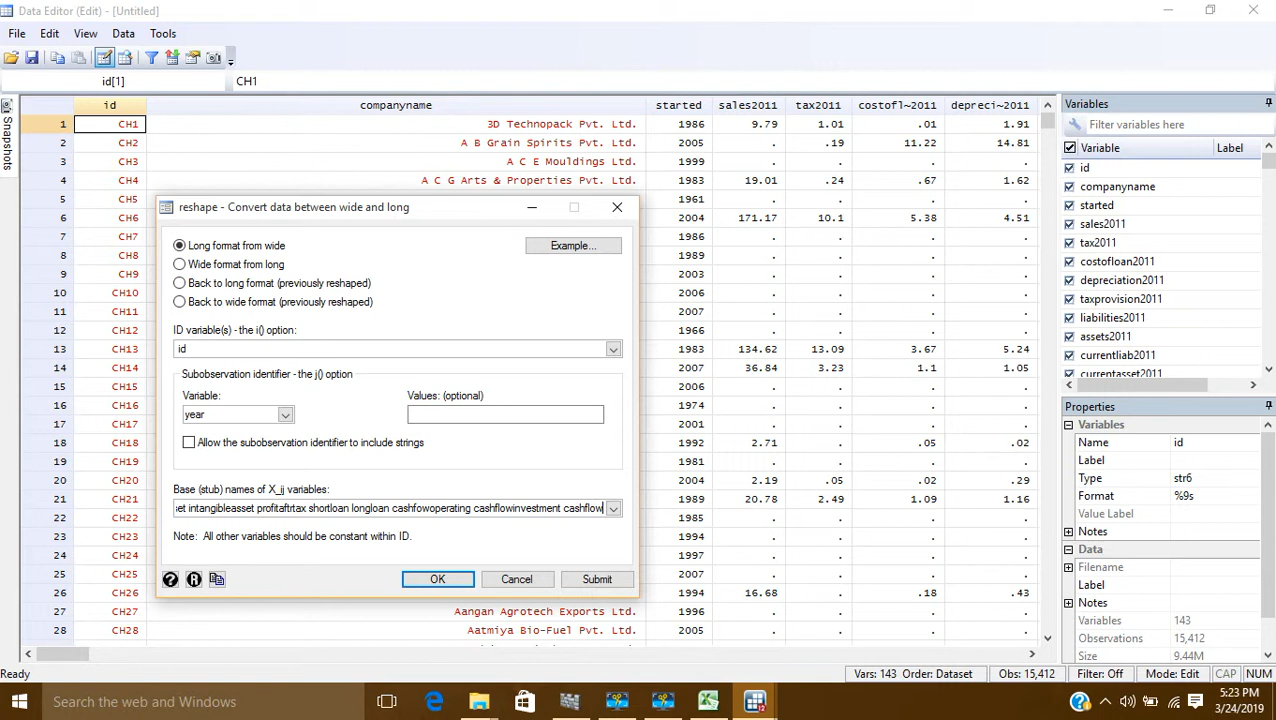 Data Editor (Edit) - [Untitled]
File Edit View Data Tools
id[1] CH1
Snapshots
id companyname started sales2011 tax2011 costofl~2011 depreci~2011
1 CH1 3D Technopack Pvt. Ltd. 1986 9.79 1.01 .01 1.91
2 CH2 A B Grain Spirits Pvt. Ltd. 2005 . .19 11.22 14.81
3 CH3 A C E Mouldings Ltd. 1999 . . . .
4 CH4 A C G Arts & Properties Pvt. Ltd. 1983 19.01 .24 .67 1.62
5 CH5 1961 . . . .
6 CH6 2004 171.17 10.1 5.38 4.51
7 CH7 1986 . . . .
8 CH8 1989 . . . .
9 CH9 2003 . . . .
10 CH10 2006 . . . .
11 CH11 2007 . . . .
12 CH12 1966 . . . .
13 CH13 1983 134.62 13.09 3.67 5.24
14 CH14 2007 36.84 3.23 1.1 1.05
15 CH15 2006 . . . .
16 CH16 1974 . . . .
17 CH17 2001 . . . .
18 CH18 1992 2.71 . .05 .02
19 CH19 1981 . . . .
20 CH20 2004 2.19 .05 .02 .29
21 CH21 1989 20.78 2.49 1.09 1.16
22 CH22 1985 . . . .
23 CH23 1994 . . . .
24 CH24 1997 . . . .
25 CH25 2007 . . . .
26 CH26 1994 16.68 . .18 .43
27 CH27 Aangan Agrotech Exports Ltd. 1996 . . . .
28 CH28 Aatmiya Bio-Fuel Pvt. Ltd. 2005 . . . .
reshape - Convert data between wide and long
Long format from wide
Example...
Wide format from long
Back to long format (previously reshaped)
Back to wide format (previously reshaped)
ID variable(s) - the i() option:
id
Subobservation identifier - the j() option
Variable: Values: (optional)
year
Allow the subobservation identifier to include strings
Base (stub) names of X_ij variables:
set intangibleasset profitaftrtax shortloan longloan cashfowoperating cashflowinvestment cashflow
Note: All other variables should be constant within ID.
OK Cancel Submit
Variables
Filter variables here
Variable Label
id
companyname
started
sales2011
tax2011
costofloan2011
depreciation2011
taxprovision2011
liabilities2011
assets2011
currentliab2011
currentasset2011
Properties
Variables
Name id
Label
Type str6
Format %9s
Value Label
Notes
Data
Filename
Label
Notes
Variables 143
Observations 15,412
Size 9.44M
Ready Vars: 143 Order: Dataset Obs: 15,412 Filter: Off Mode: Edit CAP NUM
Search the web and Windows
5:23 PM
3/24/2019